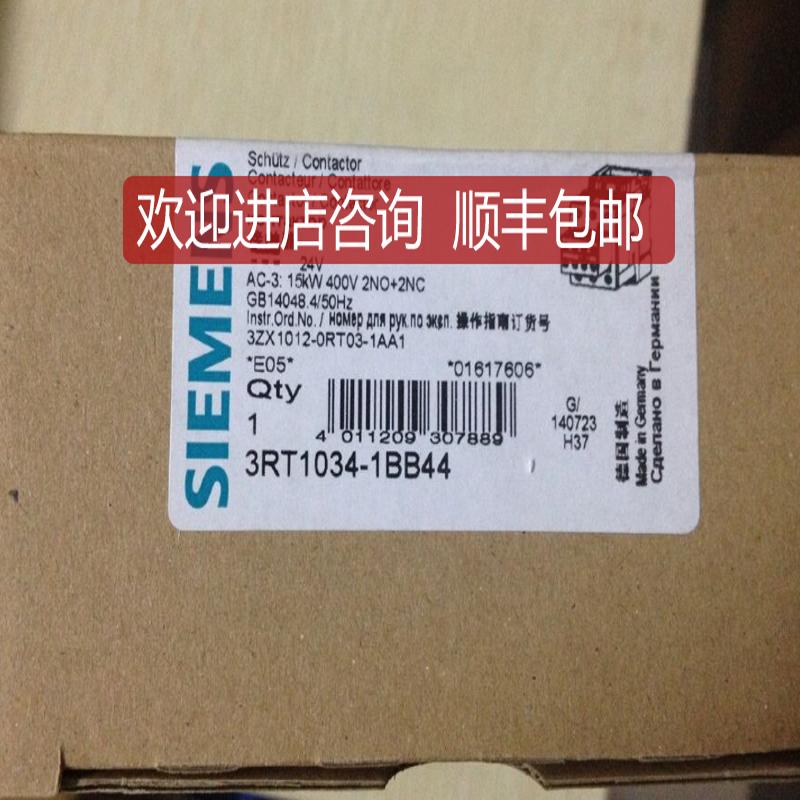 SIEMENS
Schütz / Contactor
Contacteur / Contattore
欢迎进店咨询 顺丰包邮
24V
AC-3: 15kW 400V 2NO+2NC
GB14048.4/50Hz
Instr.Ord.No. / номер для рук.по экпл. 操作指南订货号
3ZX1012-0RT03-1AA1
*E05* *01617606*
Qty
1
4 011209 307889
3RT1034-1BB44
G/
140723
H37
德国制造
Made in Germany
Сделано в Германии